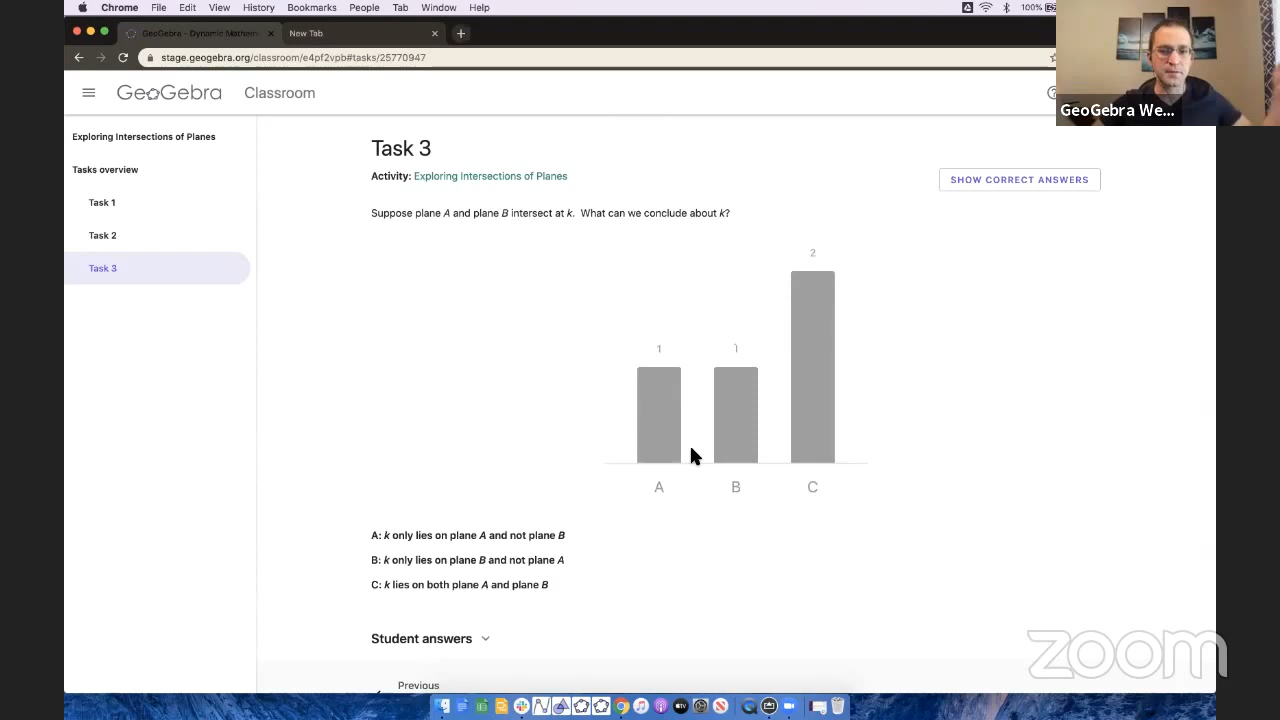 Chrome File Edit View History Bookmarks People Tab Window Help
100%
GeoGebra - Dynamic Mathem
New Tab
stage.geogebra.org/classroom/e4pf2vpb#tasks/25770947
GeoGebra Classroom
GeoGebra We...
Exploring Intersections of Planes
Tasks overview
Task 1
Task 2
Task 3
Task 3
Activity: Exploring Intersections of Planes
SHOW CORRECT ANSWERS
Suppose plane A and plane B intersect at k. What can we conclude about k?
2
1
1
A B C
A: k only lies on plane A and not plane B
B: k only lies on plane B and not plane A
C: k lies on both plane A and plane B
Student answers
Previous
zoom